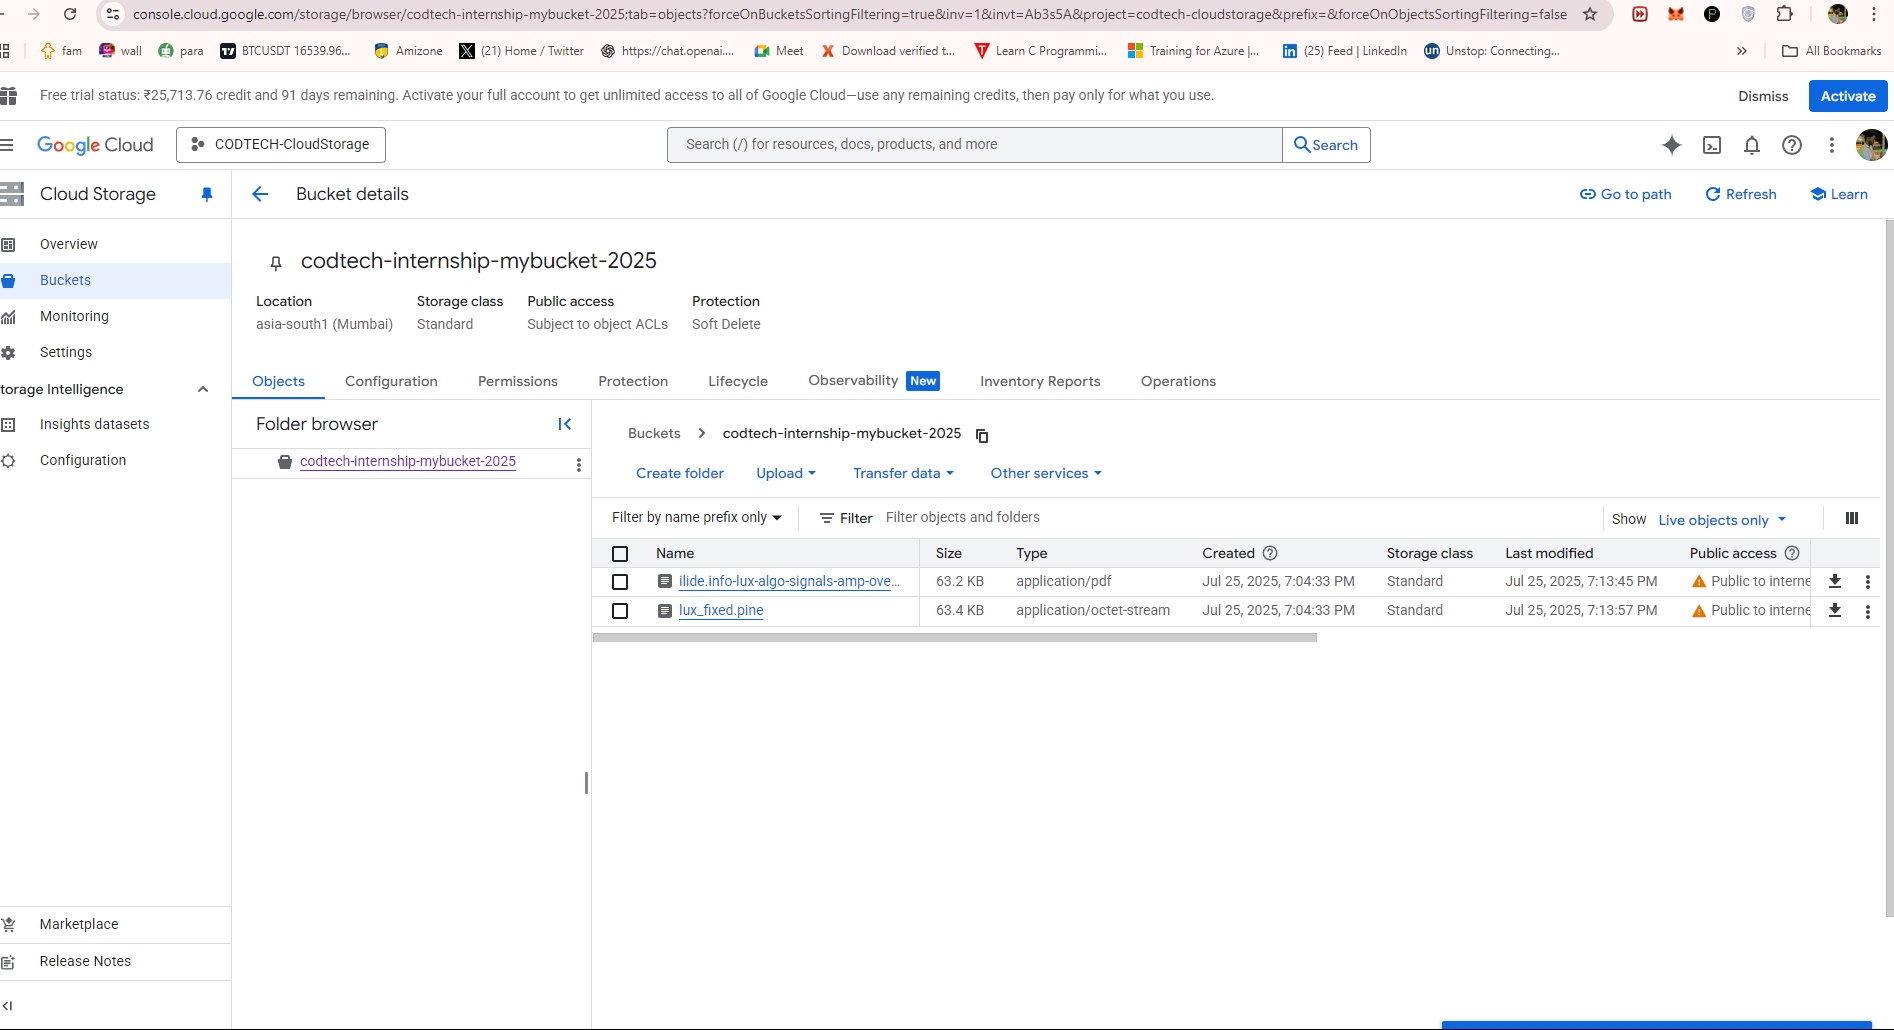 console.cloud.google.com/storage/browser/codtech-internship-mybucket-2025;tab=objects?forceOnBucketsSortingFiltering=true&inv=1&invt=Ab3s5A&project=codtech-cloudstorage&prefix=&forceOnObjectsSortingFiltering=false
fam wall para BTCUSDT 16539.96... Amizone (21) Home / Twitter https://chat.openai.... Meet Download verified t... Learn C Programmi... Training for Azure |... (25) Feed | LinkedIn Unstop: Connecting... » All Bookmarks
Free trial status: ₹25,713.76 credit and 91 days remaining. Activate your full account to get unlimited access to all of Google Cloud—use any remaining credits, then pay only for what you use. Dismiss Activate
Google Cloud CODTECH-CloudStorage Search (/) for resources, docs, products, and more Search
Cloud Storage
Overview
Buckets
Monitoring
Settings
torage Intelligence
Insights datasets
Configuration
Marketplace
Release Notes
Bucket details Go to path Refresh Learn
codtech-internship-mybucket-2025
Location Storage class Public access Protection
asia-south1 (Mumbai) Standard Subject to object ACLs Soft Delete
Objects Configuration Permissions Protection Lifecycle Observability New Inventory Reports Operations
Folder browser
codtech-internship-mybucket-2025
Buckets > codtech-internship-mybucket-2025
Create folder Upload Transfer data Other services
Filter by name prefix only Filter Filter objects and folders Show Live objects only
Name Size Type Created Storage class Last modified Public access
ilide.info-lux-algo-signals-amp-ove... 63.2 KB application/pdf Jul 25, 2025, 7:04:33 PM Standard Jul 25, 2025, 7:13:45 PM Public to interne
lux_fixed.pine 63.4 KB application/octet-stream Jul 25, 2025, 7:04:33 PM Standard Jul 25, 2025, 7:13:57 PM Public to interne